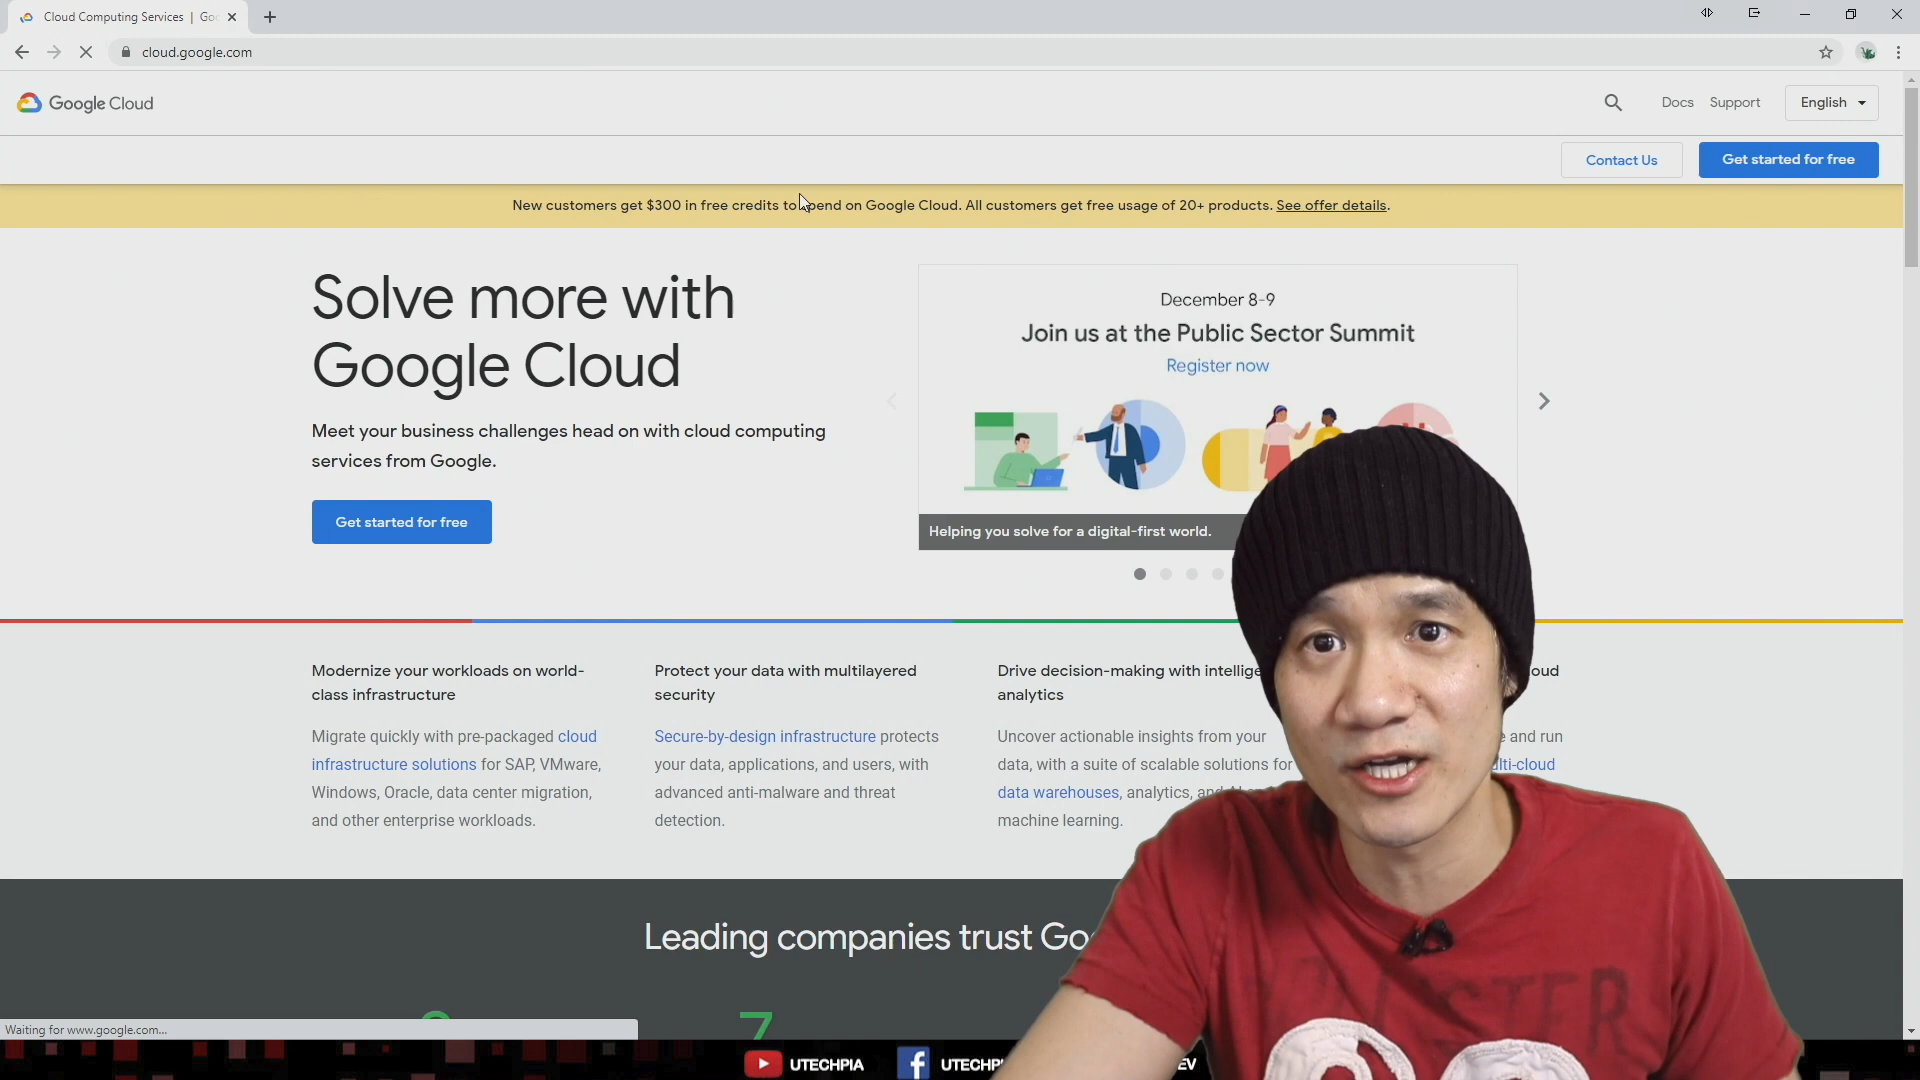 Cloud Computing Services | Goo
cloud.google.com
Google Cloud
Docs
Support
English
Contact Us
Get started for free
New customers get $300 in free credits to spend on Google Cloud. All customers get free usage of 20+ products. See offer details.
Solve more with
Google Cloud
Meet your business challenges head on with cloud computing
services from Google.
Get started for free
December 8-9
Join us at the Public Sector Summit
Register now
Helping you solve for a digital-first world.
Modernize your workloads on world-
class infrastructure
Migrate quickly with pre-packaged cloud
infrastructure solutions for SAP, VMware,
Windows, Oracle, data center migration,
and other enterprise workloads.
Protect your data with multilayered
security
Secure-by-design infrastructure protects
your data, applications, and users, with
advanced anti-malware and threat
detection.
Drive decision-making with intellige
analytics
Uncover actionable insights from your
data, with a suite of scalable solutions for
data warehouses, analytics, and
machine learning.
oud
e and run
lti-cloud
Leading companies trust Goo
Waiting for www.google.com...
UTECHPIA
UTECHPI
EV